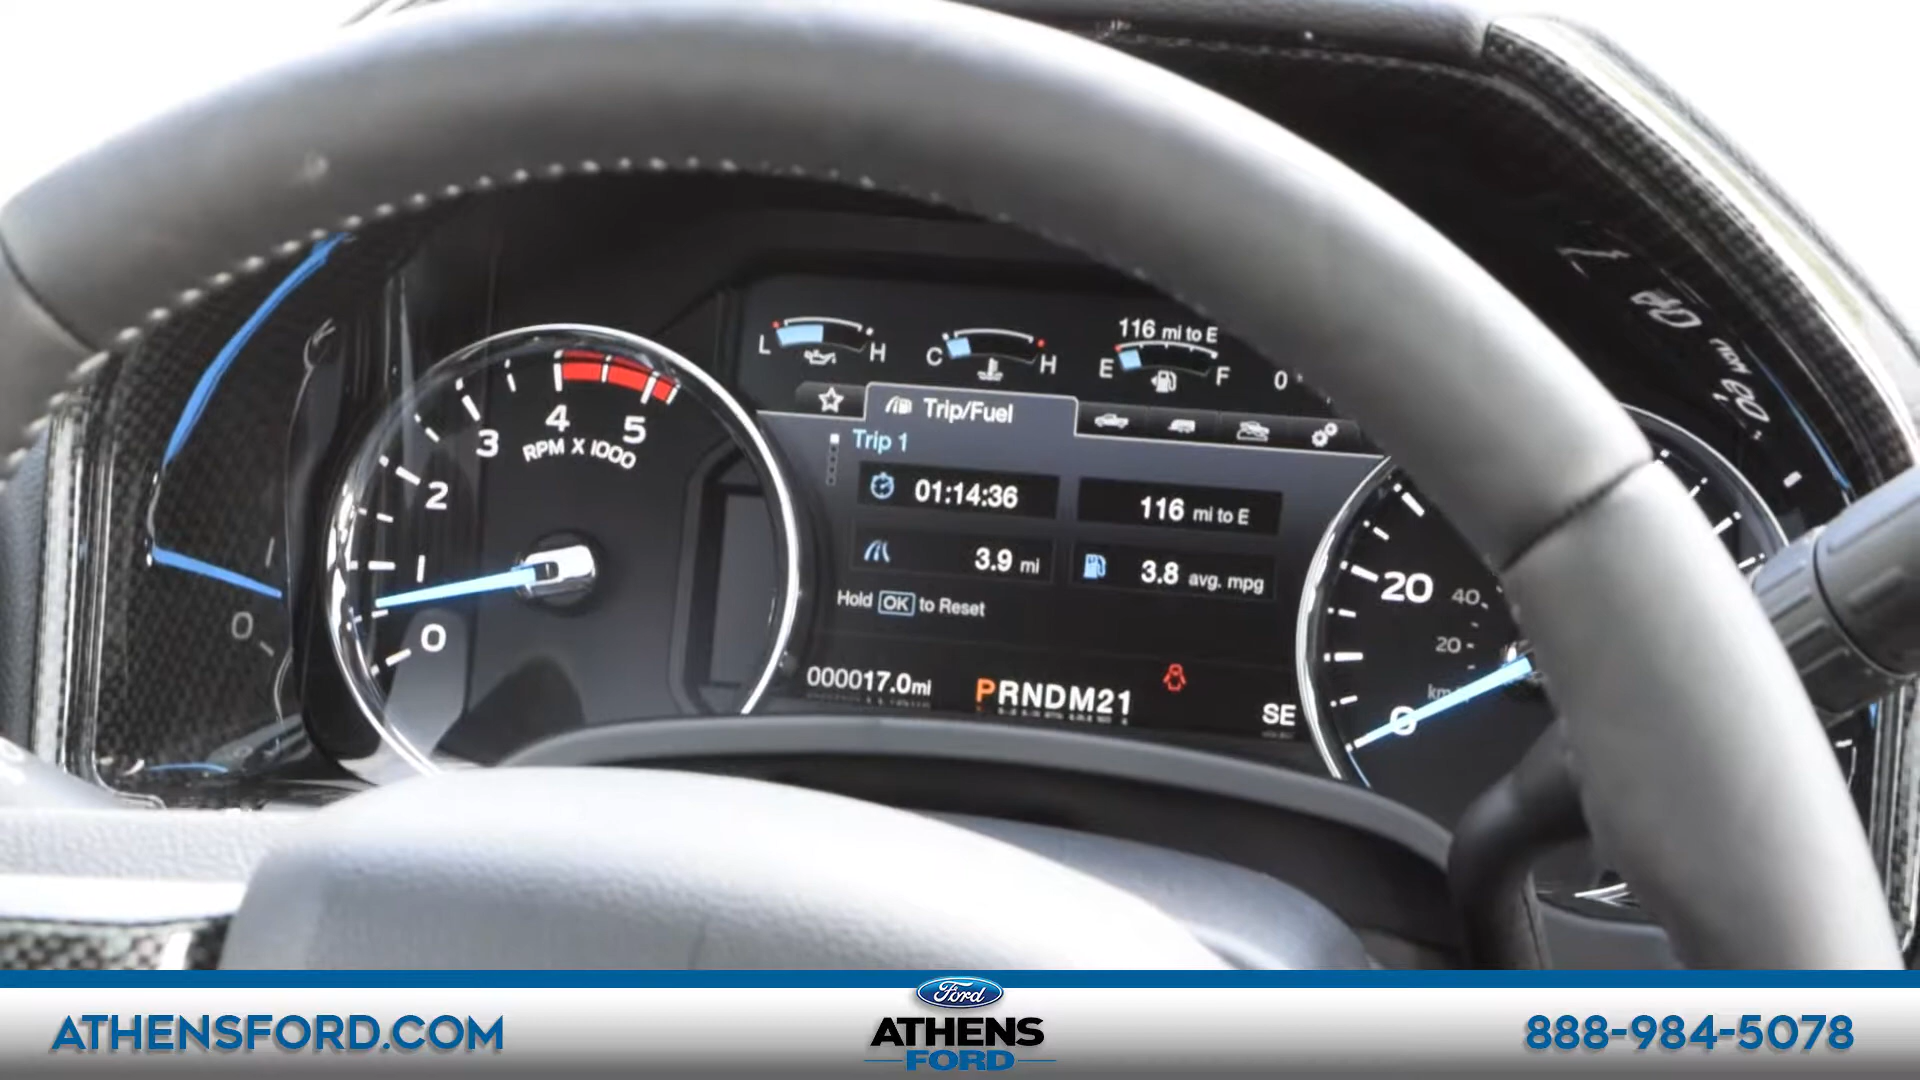 116 mi to E
L H
C H
E F
0
Trip/Fuel
Trip 1
01:14:36
116 mi to E
3.9 mi
3.8 avg. mpg
Hold OK to Reset
000017.0mi
PRNDM21
SE
4 5
3
RPM X 1000
2
1
0
0
20
40
20
0
ATHENSFORD.COM
Ford
ATHENS
FORD
888-984-5078